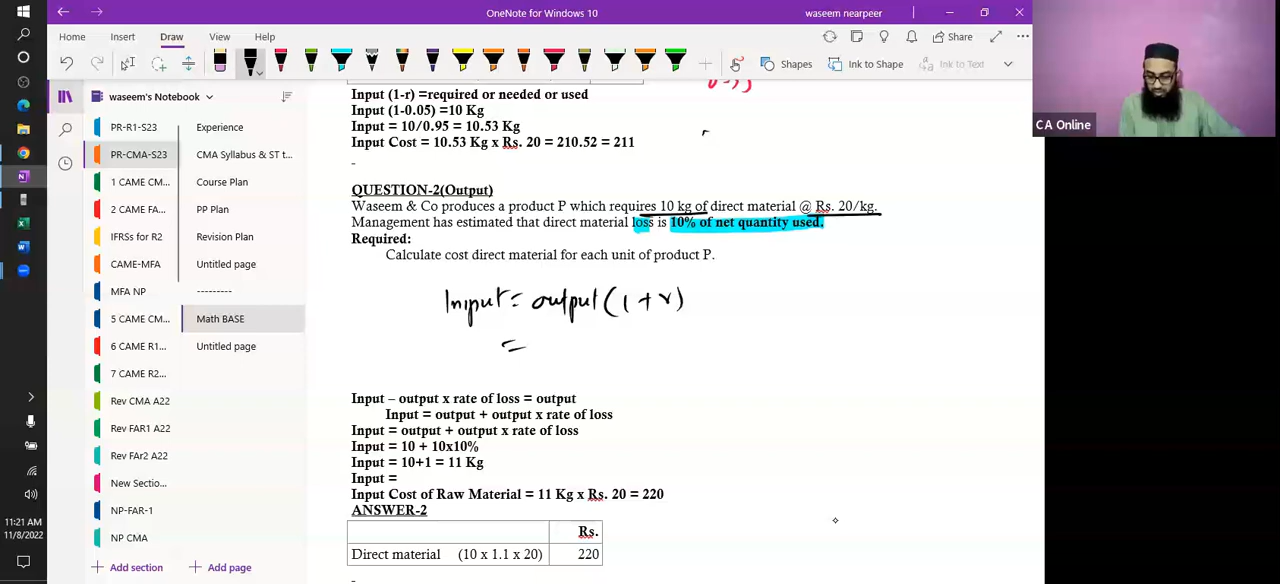 OneNote for Windows 10
waseem nearpeer
Home Insert Draw View Help
Share
Shapes
Ink to Shape
Ink to Text
waseem's Notebook
PR-R1-S23
PR-CMA-S23
1 CAME CM...
2 CAME FA...
IFRSs for R2
CAME-MFA
MFA NP
5 CAME CM...
6 CAME R1...
7 CAME R2...
Rev CMA A22
Rev FAR1 A22
Rev FAr2 A22
New Sectio...
NP-FAR-1
NP CMA
Add section
Experience
CMA Syllabus & ST t...
Course Plan
PP Plan
Revision Plan
Untitled page
---------
Math BASE
Untitled page
Add page
Input (1-r) =required or needed or used
Input (1-0.05) =10 Kg
Input = 10/0.95 = 10.53 Kg
Input Cost = 10.53 Kg x Rs. 20 = 210.52 = 211
-
QUESTION-2(Output)
Waseem & Co produces a product P which requires 10 kg of direct material @ Rs. 20/kg.
Management has estimated that direct material loss is 10% of net quantity used.
Required:
Calculate cost direct material for each unit of product P.
Input = output (1 + r)
=
Input – output x rate of loss = output
Input = output + output x rate of loss
Input = output + output x rate of loss
Input = 10 + 10x10%
Input = 10+1 = 11 Kg
Input =
Input Cost of Raw Material = 11 Kg x Rs. 20 = 220
ANSWER-2
Rs.
Direct material (10 x 1.1 x 20) 220
-
CA Online
11:21 AM
11/8/2022